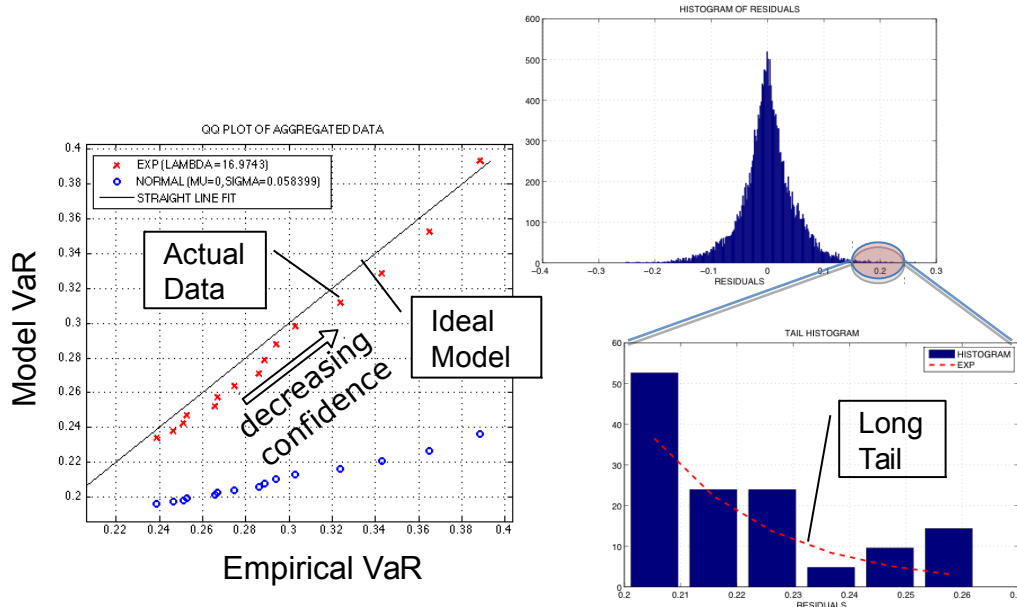 HISTOGRAM OF RESIDUALS
600
500
400
300
200
100
0
-0.4 -0.3 -0.2 -0.1 0 0.1 0.2 0.3
RESIDUALS
QQ PLOT OF AGGREGATED DATA
EXP(LAMBDA=16.9743)
NORMAL(MU=0,SIGMA=0.058399)
STRAIGHT LINE FIT
0.4
0.38
0.36
0.34
0.32
0.3
0.28
0.26
0.24
0.22
0.2
0.22 0.24 0.26 0.28 0.3 0.32 0.34 0.36 0.38 0.4
Model VaR
Empirical VaR
Actual
Data
Ideal
Model
decreasing
confidence
TAIL HISTOGRAM
HISTOGRAM
EXP
60
50
40
30
20
10
0
0.2 0.21 0.22 0.23 0.24 0.25 0.26
RESIDUALS
Long
Tail